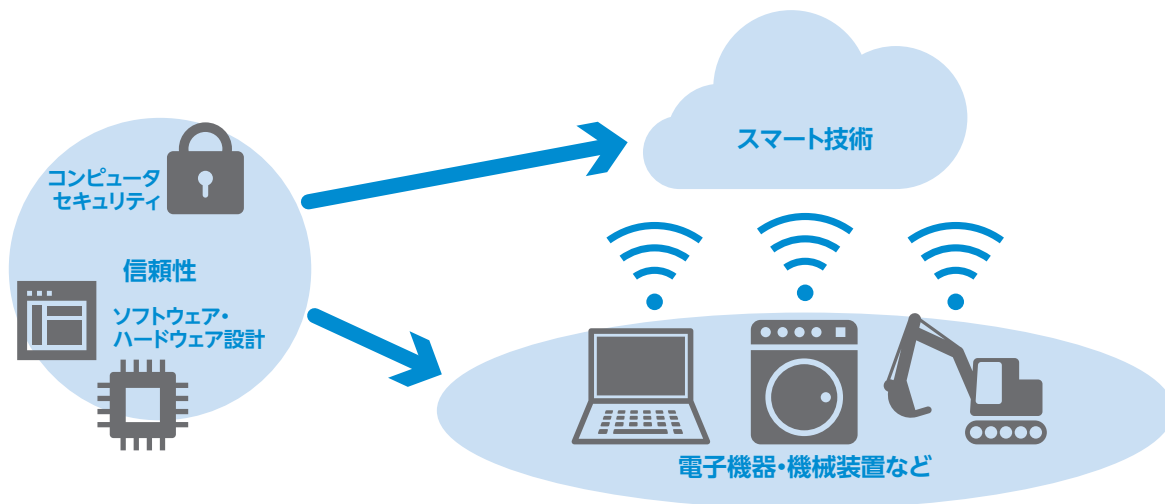 コンピュータ
セキュリティ
信頼性
ソフトウェア・
ハードウェア設計
スマート技術
電子機器・機械装置など